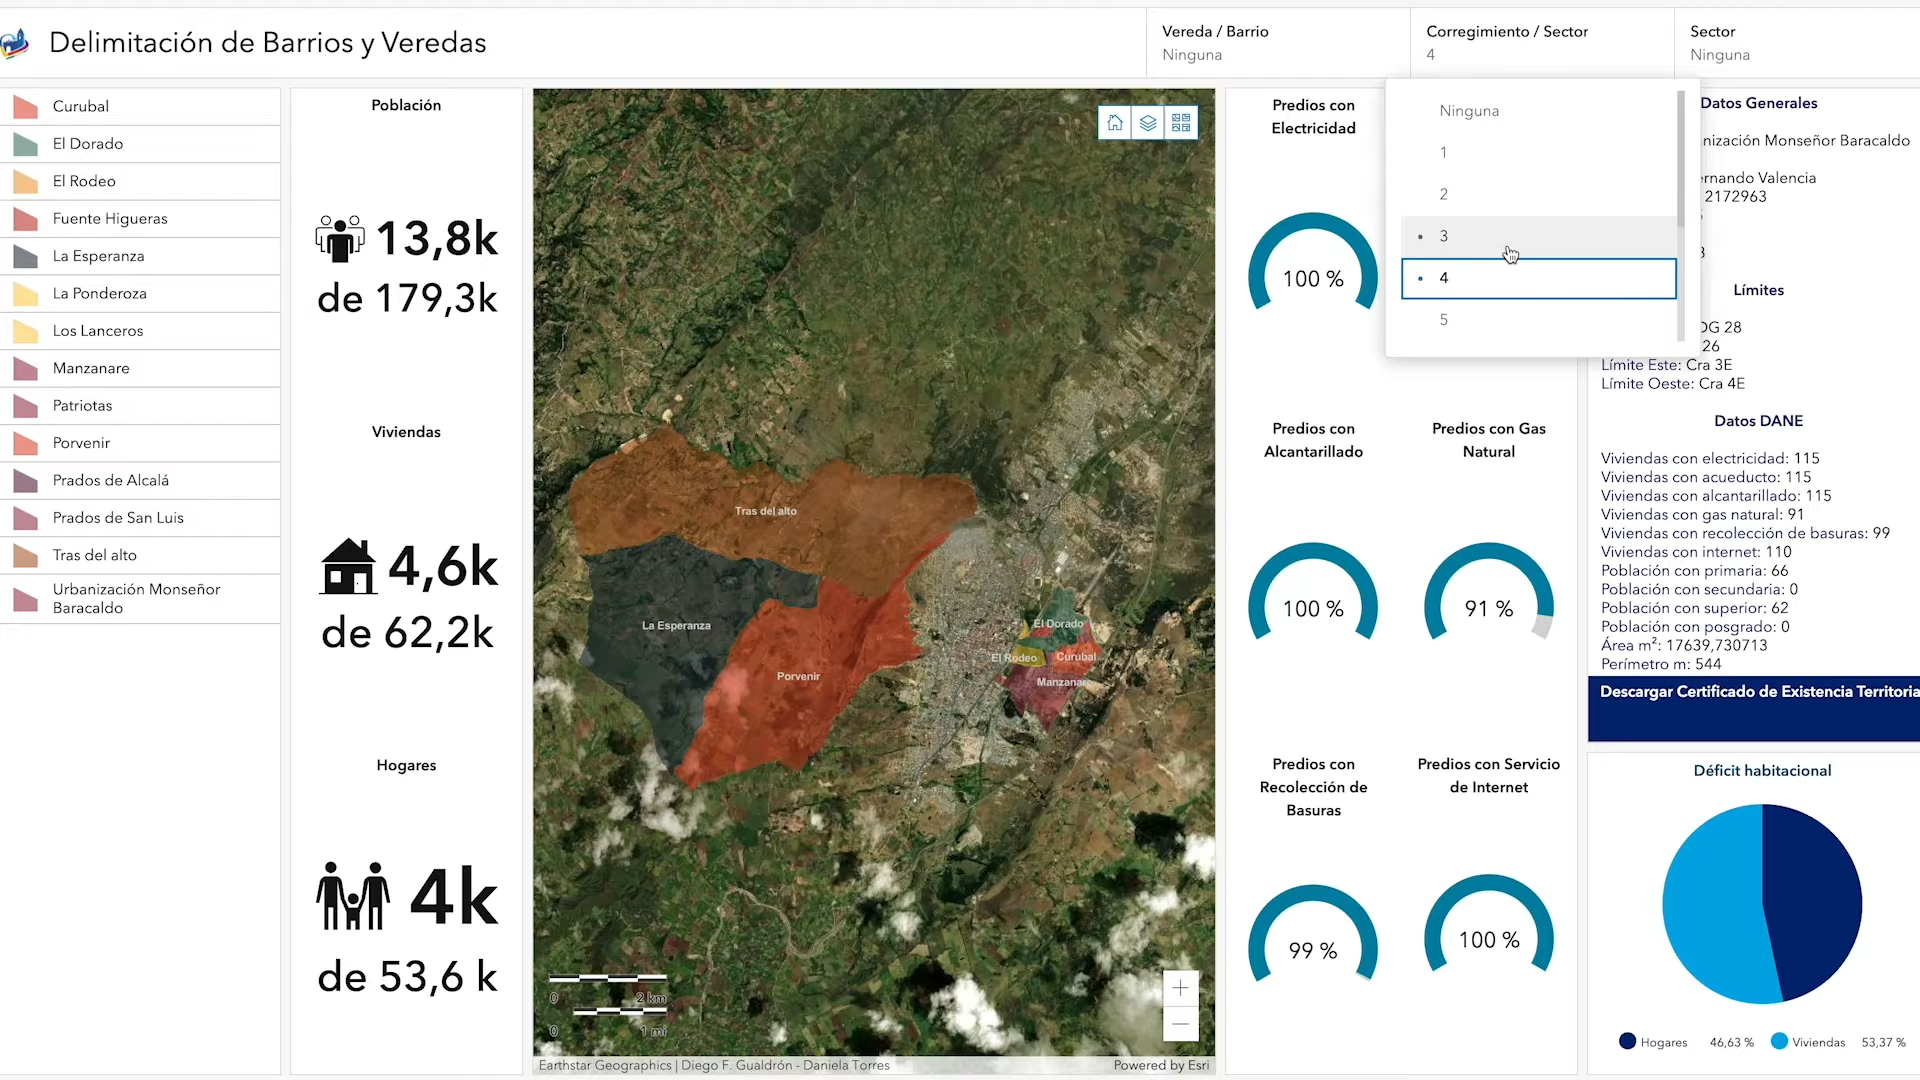 Delimitación de Barrios y Veredas
Vereda / Barrio
Ninguna
Corregimiento / Sector
4
Sector
Ninguna
Curubal
El Dorado
El Rodeo
Fuente Higueras
La Esperanza
La Ponderoza
Los Lanceros
Manzanare
Patriotas
Porvenir
Prados de Alcalá
Prados de San Luis
Tras del alto
Urbanización Monseñor
Baracaldo
Población
13,8k
de 179,3k
Viviendas
4,6k
de 62,2k
Hogares
4k
de 53,6 k
Tras del alto
La Esperanza
Porvenir
El Dorado
El Rodeo
Curubal
Manzanare
0
2 km
0
1 mi
Earthstar Geographics | Diego F. Gualdrón - Daniela Torres
Powered by Esri
Predios con
Electricidad
100 %
Predios con
Alcantarillado
100 %
Predios con Gas
Natural
91 %
Predios con
Recolección de
Basuras
99 %
Predios con Servicio
de Internet
100 %
Ninguna
1
2
3
4
5
Datos Generales
nización Monseñor Baracaldo
ernando Valencia
2172963
Límites
DG 28
26
Límite Este: Cra 3E
Límite Oeste: Cra 4E
Datos DANE
Viviendas con electricidad: 115
Viviendas con acueducto: 115
Viviendas con alcantarillado: 115
Viviendas con gas natural: 91
Viviendas con recolección de basuras: 99
Viviendas con internet: 110
Población con primaria: 66
Población con secundaria: 0
Población con superior: 62
Población con posgrado: 0
Área m²: 17639,730713
Perímetro m: 544
Descargar Certificado de Existencia Territoria
Déficit habitacional
Hogares 46,63 % Viviendas 53,37 %